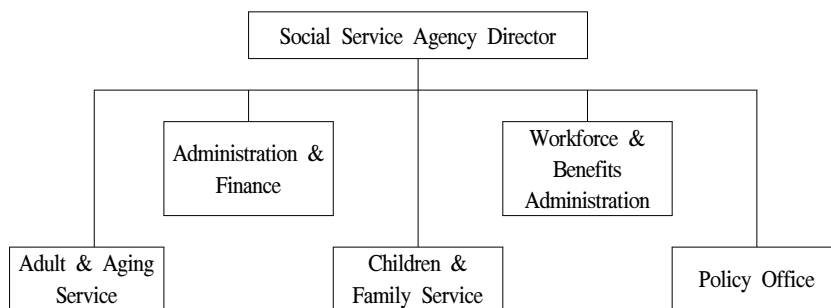 Social Service Agency Director
Administration &
Finance
Workforce &
Benefits
Administration
Adult & Aging
Service
Children &
Family Service
Policy Office